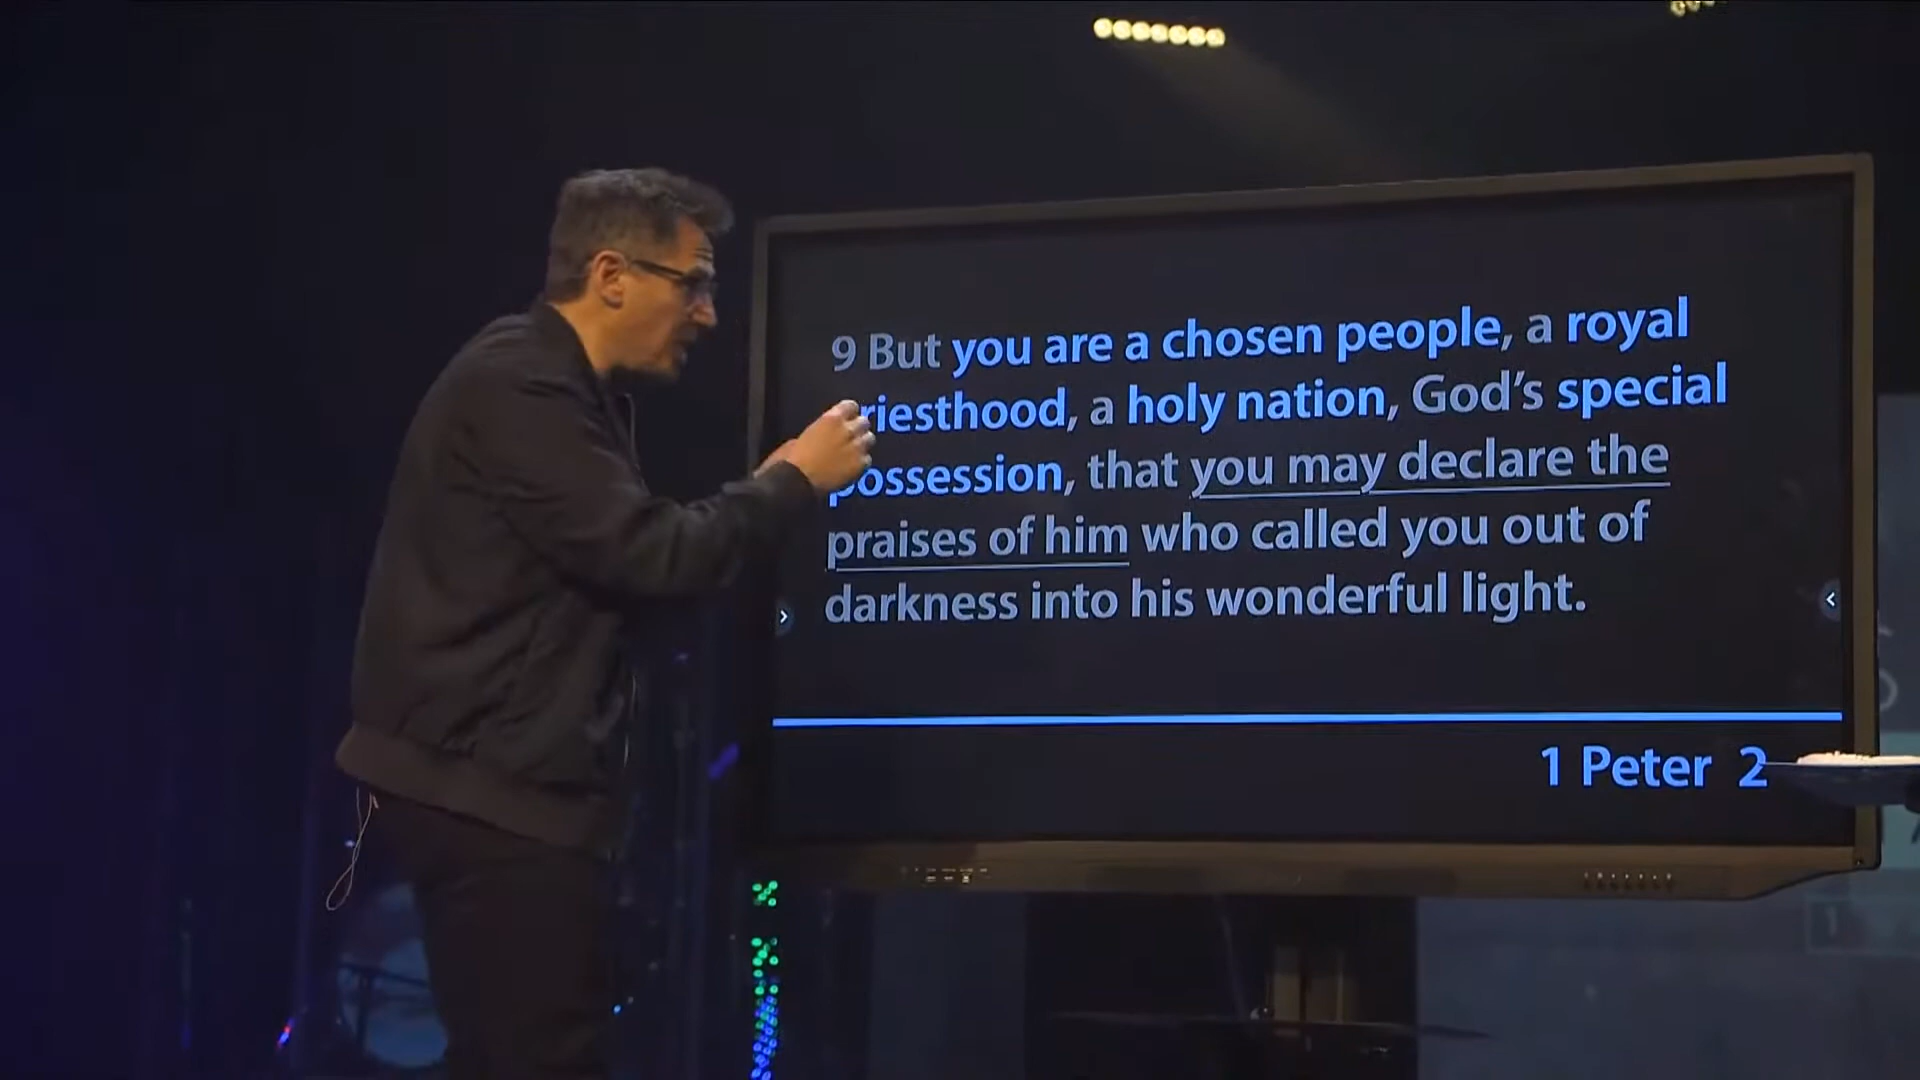 9 But you are a chosen people, a royal
riesthood, a holy nation, God's special
possession, that you may declare the
praises of him who called you out of
darkness into his wonderful light.
1 Peter 2